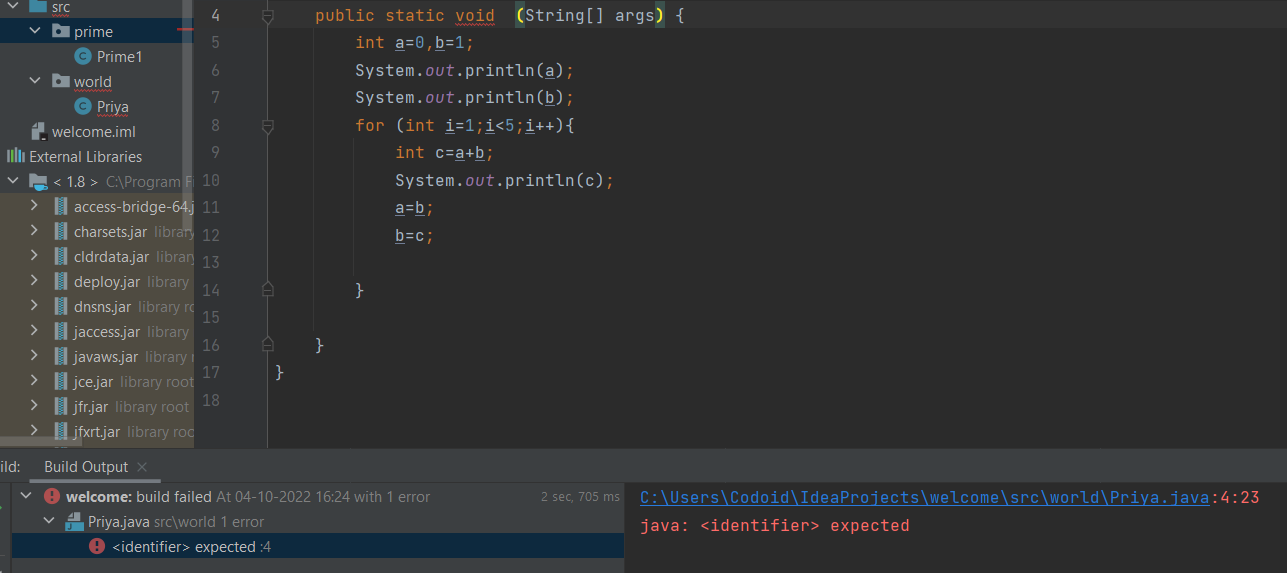 src
prime
Prime1
world
Priya
welcome.iml
External Libraries
< 1.8 > C:\Program
access-bridge-64.j
charsets.jar library
cldrdata.jar library
deploy.jar library
dnsns.jar library ro
jaccess.jar library
javaws.jar library
jce.jar library root
jfr.jar library root
jfxrt.jar library roo
4 public static void (String[] args) {
5 int a=0,b=1;
6 System.out.println(a);
7 System.out.println(b);
8 for (int i=1;i<5;i++){
9 int c=a+b;
10 System.out.println(c);
11 a=b;
12 b=c;
13
14 }
15
16 }
17 }
18
ild: Build Output
welcome: build failed At 04-10-2022 16:24 with 1 error 2 sec, 705 ms
Priya.java src\world 1 error
<identifier> expected :4
C:\Users\Codoid\IdeaProjects\welcome\src\world\Priya.java:4:23
java: <identifier> expected